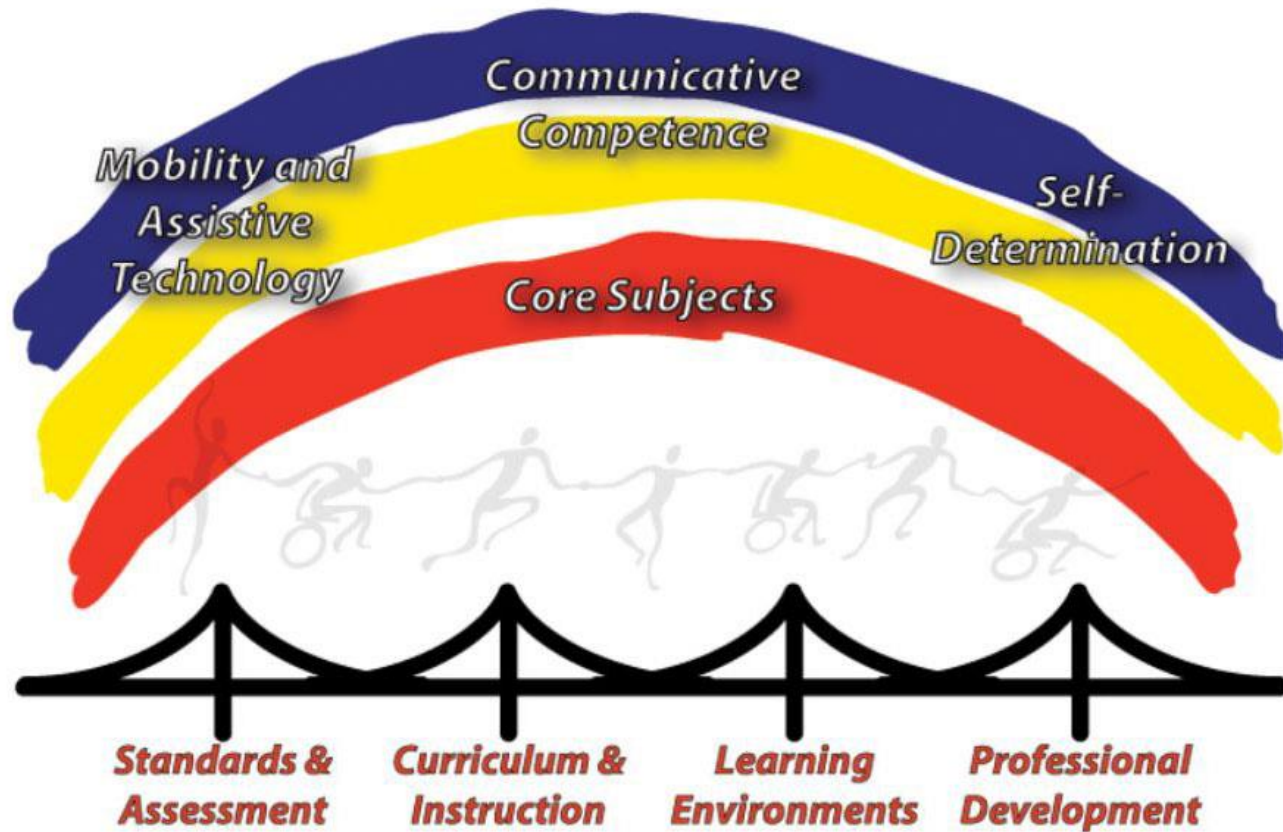 Communicative
Competence
Mobility and
Assistive
Technology
Self-
Determination
Core Subjects
Standards &
Assessment
Curriculum &
Instruction
Learning
Environments
Professional
Development